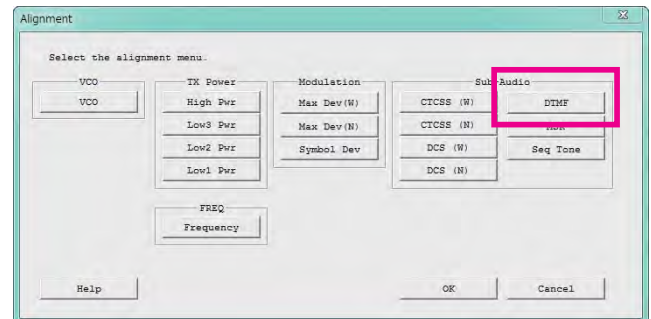 Alignment
Select the alignment menu.
VCO TX Power Modulation Sub Audio
VCO High Pwr Max Dev(W) CTCSS (W) DTMF
Low3 Pwr Max Dev(N) CTCSS (N)
Low2 Pwr Symbol Dev DCS (W) Seq Tone
Low1 Pwr DCS (N)
FREQ
Frequency
Help OK Cancel